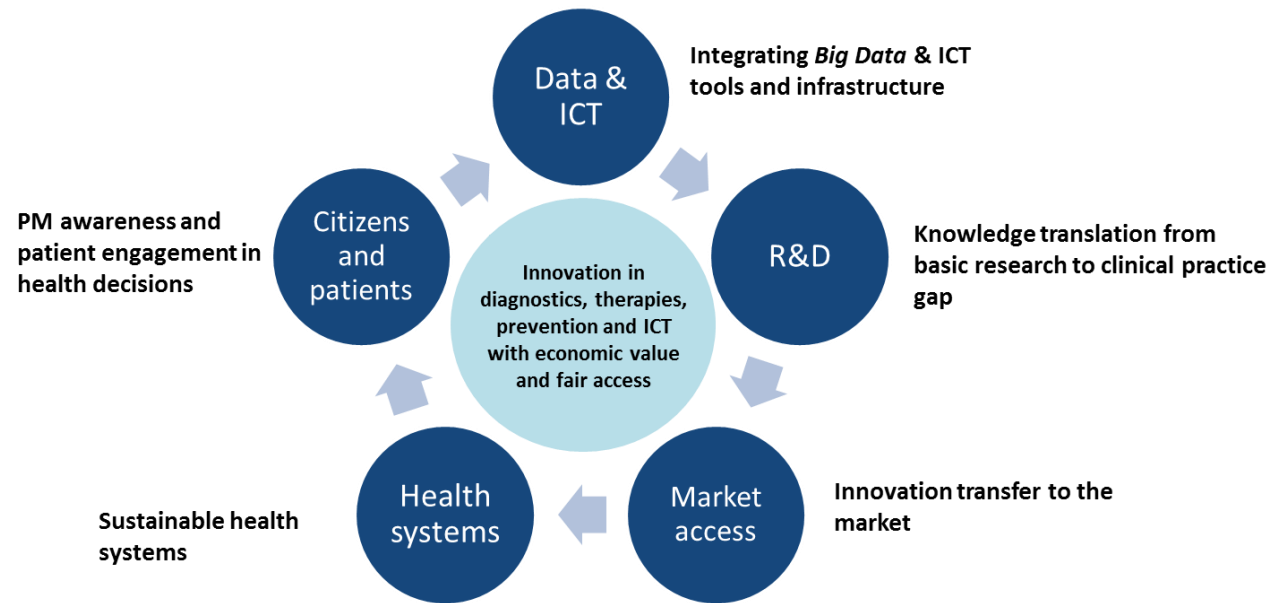 Data &
ICT
Integrating Big Data & ICT
tools and infrastructure
R&D
Knowledge translation from
basic research to clinical practice
gap
Market
access
Innovation transfer to the
market
Health
systems
Sustainable health
systems
Citizens
and
patients
PM awareness and
patient engagement in
health decisions
Innovation in
diagnostics, therapies,
prevention and ICT
with economic value
and fair access